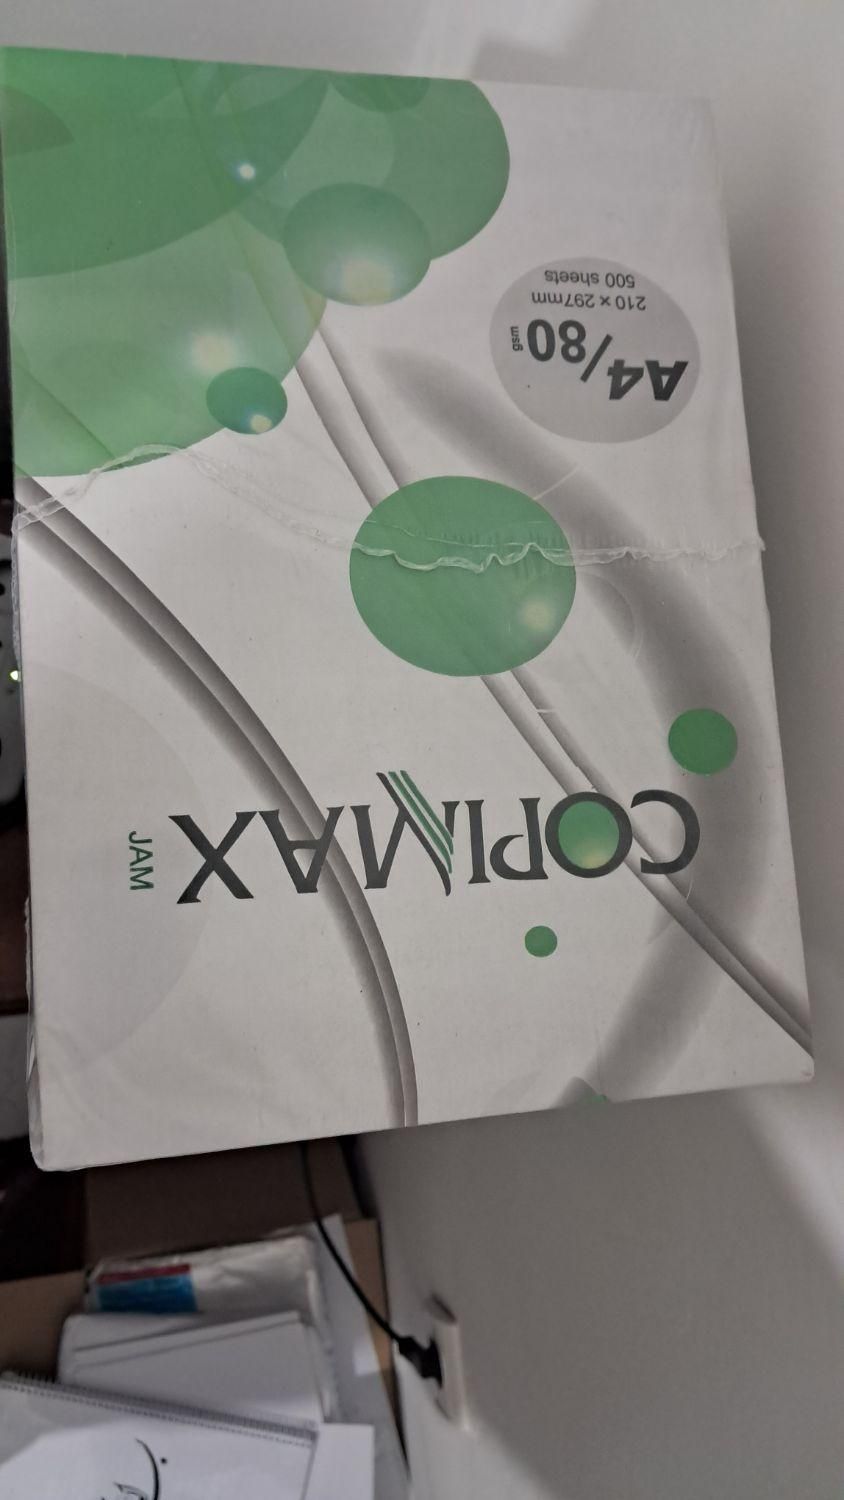 COPIMAX
JAM
A4/80 gsm
210 x 297mm
500 sheets